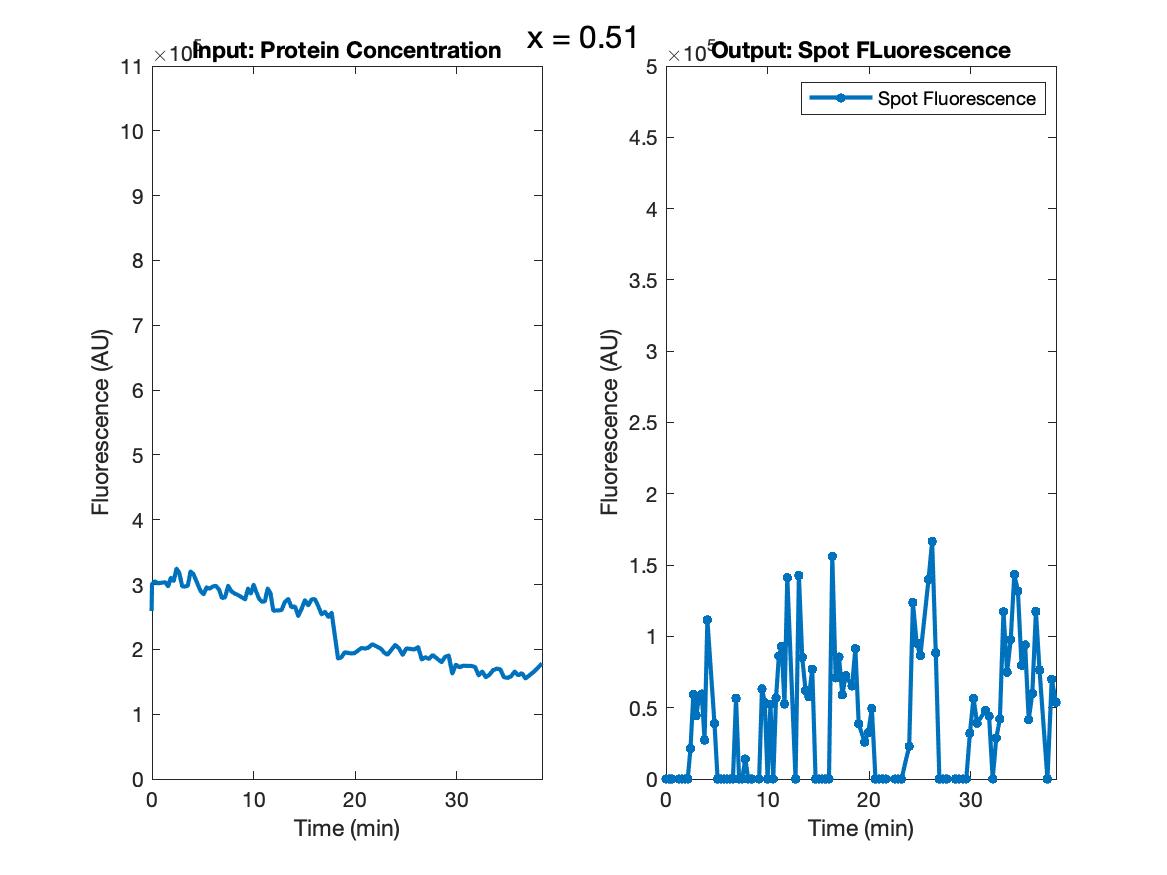 x = 0.51
×10⁵
Input: Protein Concentration
11
10
9
8
7
6
5
4
3
2
1
0
0 10 20 30
Time (min)
Fluorescence (AU)
×10⁵
Output: Spot FLuorescence
Spot Fluorescence
5
4.5
4
3.5
3
2.5
2
1.5
1
0.5
0
0 10 20 30
Time (min)
Fluorescence (AU)